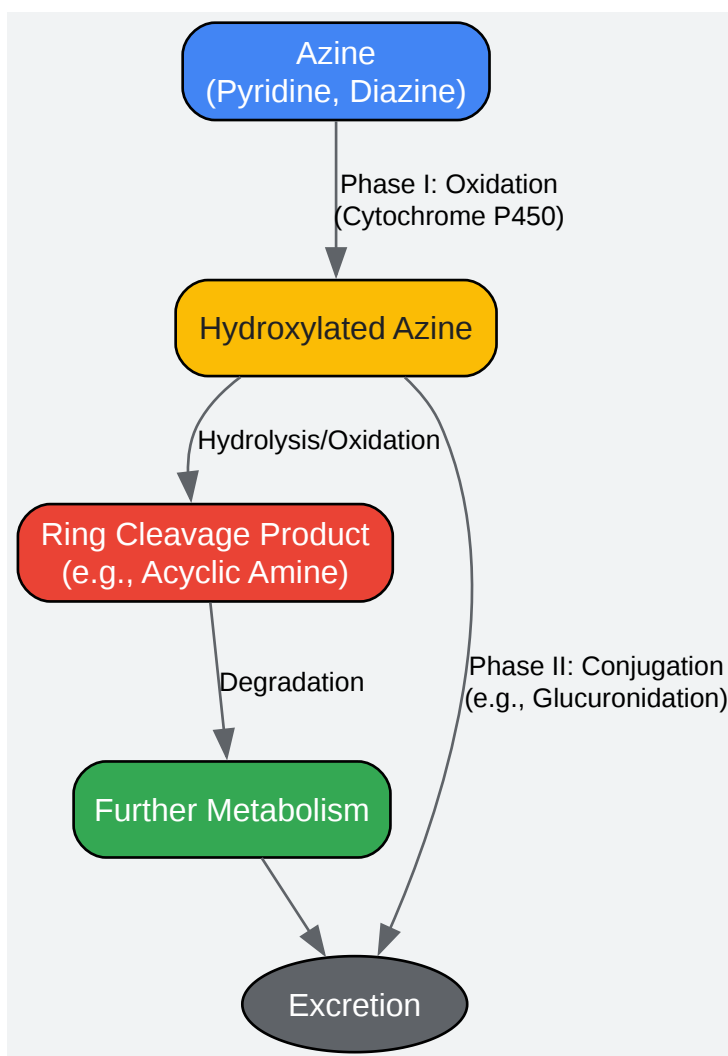 Azine
(Pyridine, Diazine)
Phase I: Oxidation
(Cytochrome P450)
Hydroxylated Azine
Hydrolysis/Oxidation
Ring Cleavage Product
(e.g., Acyclic Amine)
Phase II: Conjugation
(e.g., Glucuronidation)
Degradation
Further Metabolism
Excretion